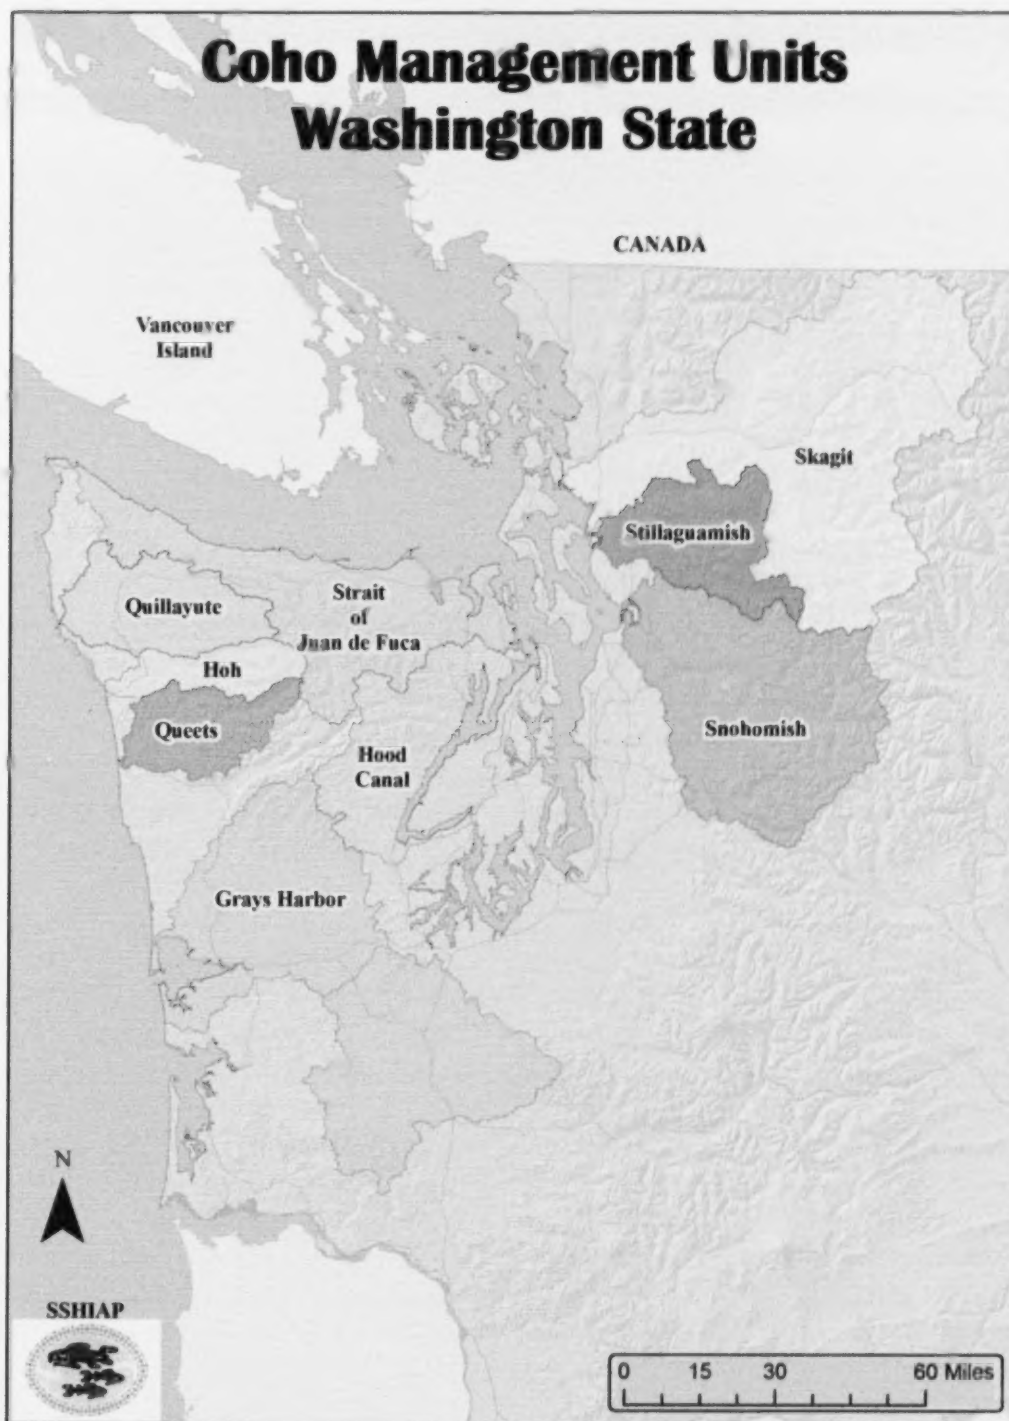 Coho Management Units
Washington State
CANADA
Vancouver
Island
Skagit
Stillaguamish
Strait
of
Juan de Fuca
Quillayute
Hoh
Queets
Snohomish
Hood
Canal
Grays Harbor
N
SSHIAP
0 15 30 60 Miles